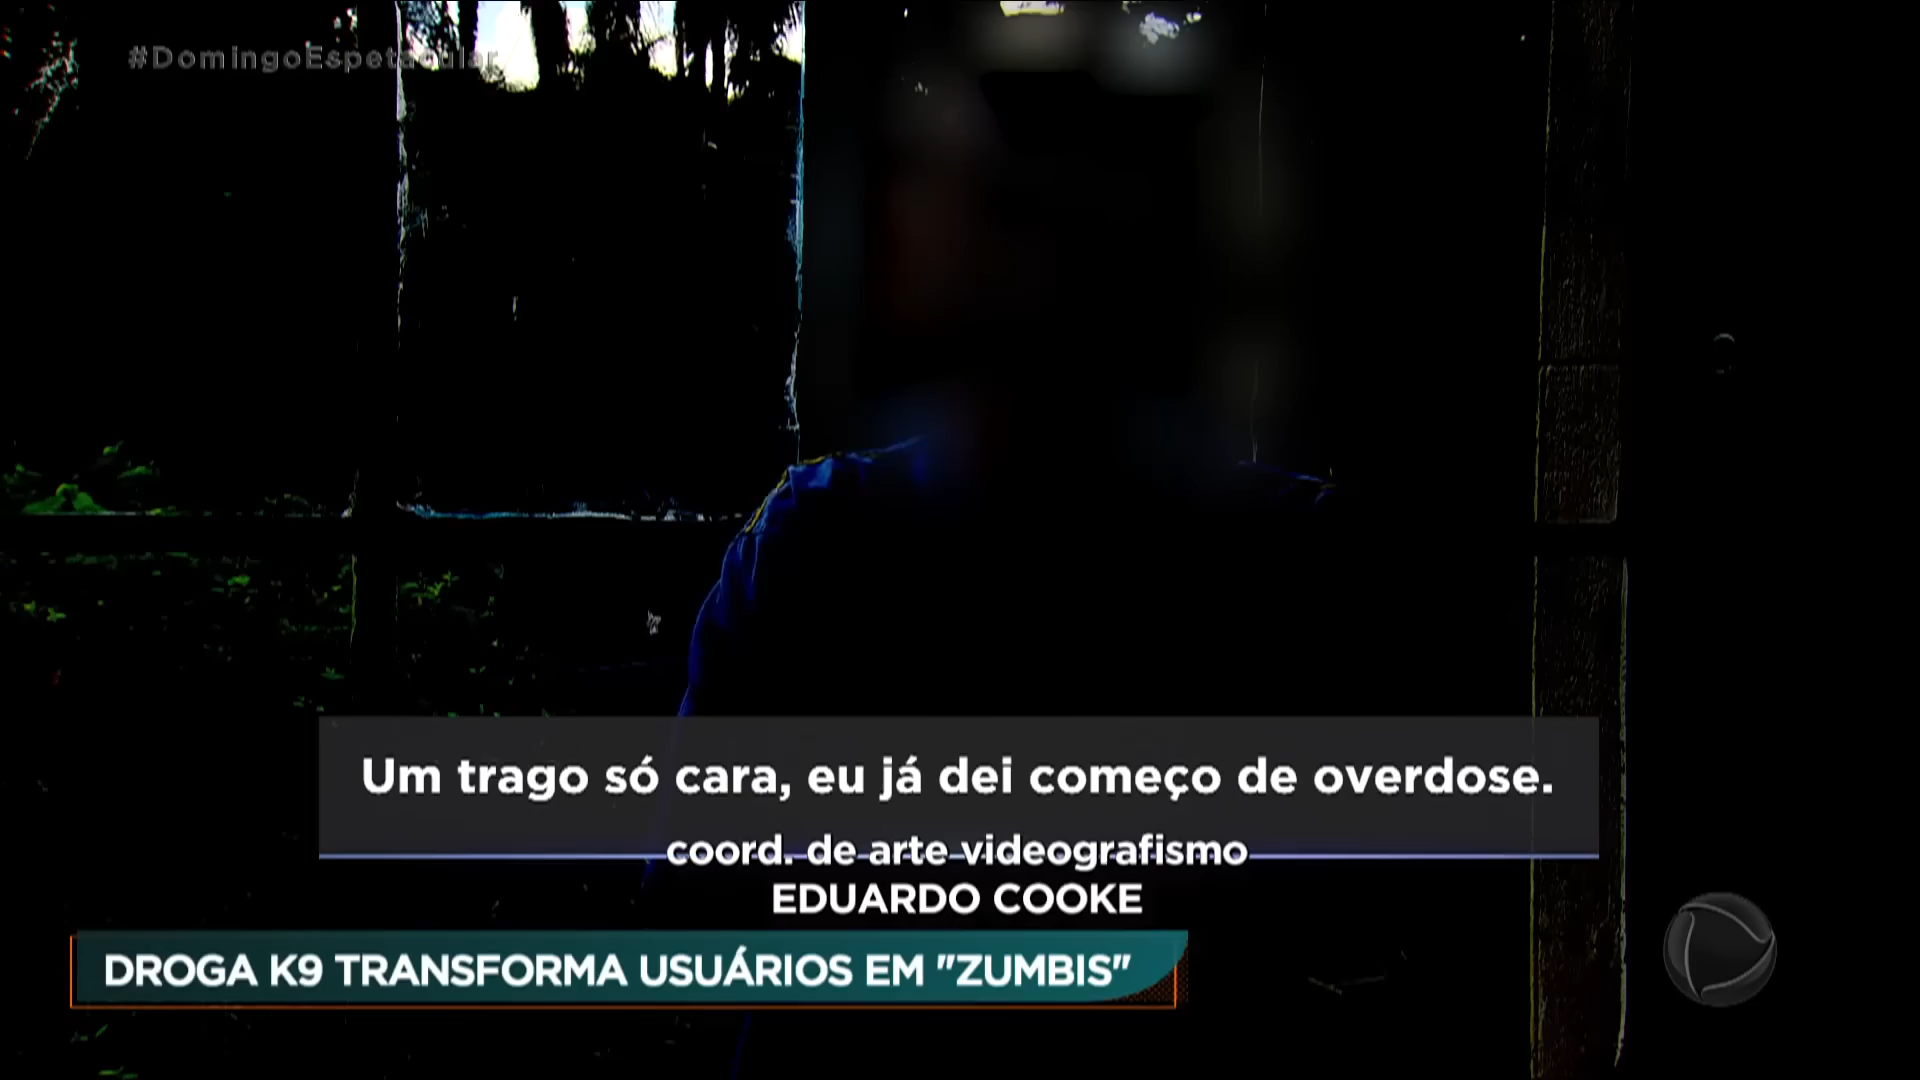 #DomingoEspetacular
Um trago só cara, eu já dei começo de overdose.
coord. de arte videografismo
EDUARDO COOKE
DROGA K9 TRANSFORMA USUÁRIOS EM "ZUMBIS"